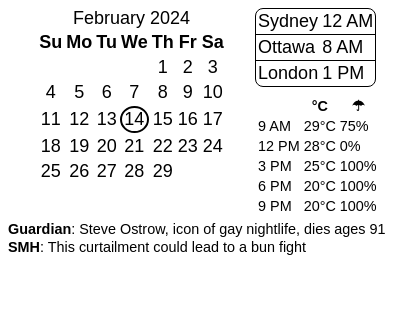 February 2024
Su Mo Tu We Th Fr Sa
1 2 3
4 5 6 7 8 9 10
11 12 13 14 15 16 17
18 19 20 21 22 23 24
25 26 27 28 29
Sydney 12 AM
Ottawa 8 AM
London 1 PM
°C ☂
9 AM 29°C 75%
12 PM 28°C 0%
3 PM 25°C 100%
6 PM 20°C 100%
9 PM 20°C 100%
Guardian: Steve Ostrow, icon of gay nightlife, dies ages 91
SMH: This curtailment could lead to a bun fight